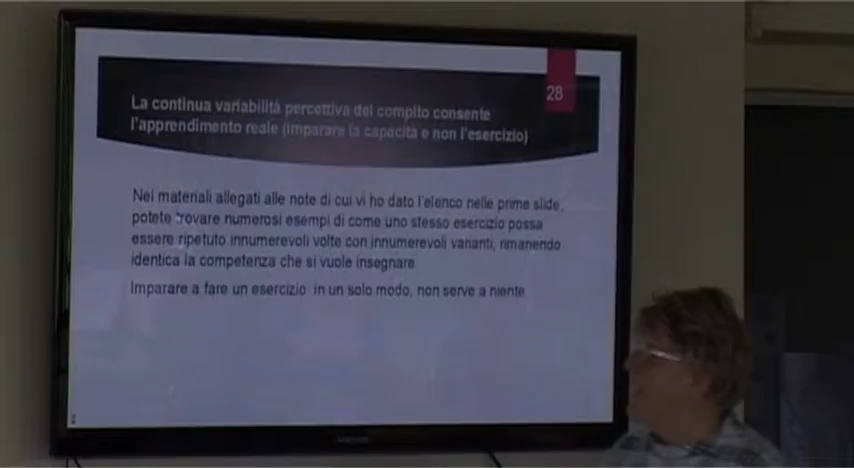 28
La continua variabilità percettiva del compito consente
l'apprendimento reale (imparare la capacità e non l'esercizio)
Nei materiali allegati alle note di cui vi ho dato l'elenco nelle prime slide,
potete trovare numerosi esempi di come uno stesso esercizio possa
essere ripetuto innumerevoli volte con innumerevoli varianti, rimanendo
identica la competenza che si vuole insegnare.
Imparare a fare un esercizio in un solo modo, non serve a niente